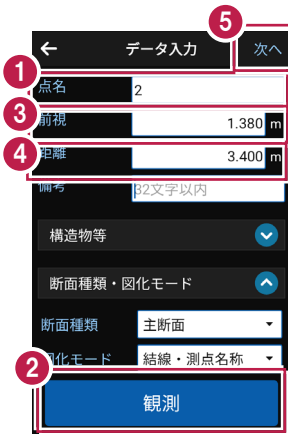 5
← データ入力 次へ
1
点名 2
3
前視 1.380 m
4
距離 3.400 m
備考 32文字以内
構造物等
断面種類・図化モード
断面種類 主断面
図化モード 結線・測点名称
2
観測